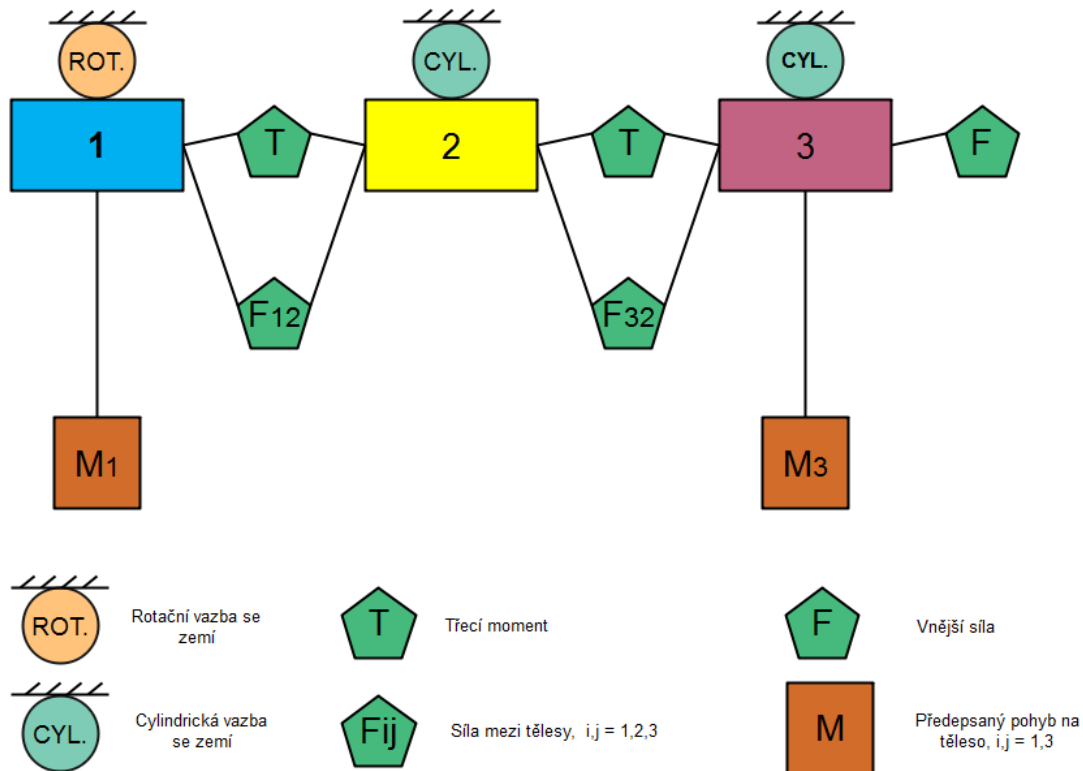 ROT.
CYL.
CYL.
1
T
2
T
3
F
F12
F32
M1
M3
ROT.
Rotační vazba se
zemí
T
Třecí moment
F
Vnější síla
CYL.
Cylindrická vazba
se zemí
Fij
Síla mezi tělesy, i,j = 1,2,3
M
Předepsaný pohyb na
těleso, i,j = 1,3